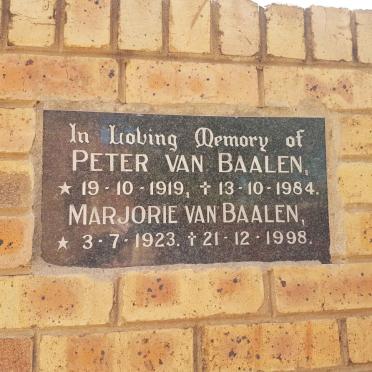 In Loving Memory of
PETER VAN BAALEN,
★ 19-10-1919, ✝ 13-10-1984.
MARJORIE VAN BAALEN,
★ 3-7-1923. ✝ 21-12-1998.